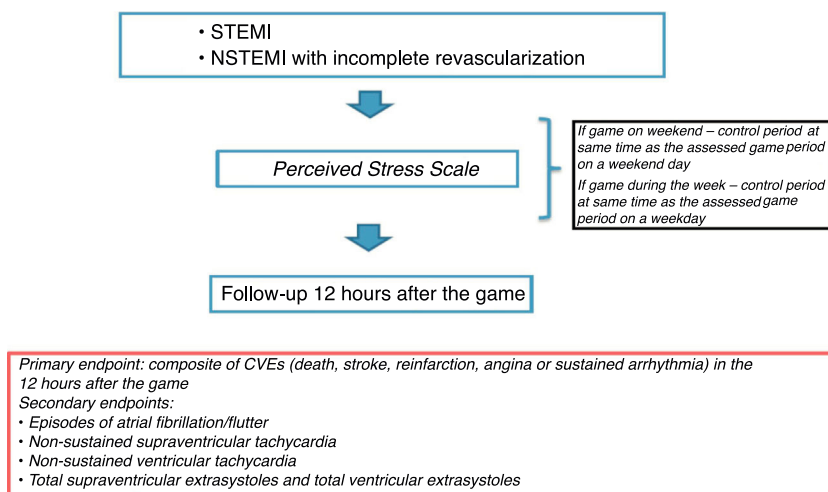 • STEMI
• NSTEMI with incomplete revascularization
Perceived Stress Scale
If game on weekend – control period at
same time as the assessed game period
on a weekend day
If game during the week – control period
at same time as the assessed game
period on a weekday
Follow-up 12 hours after the game
Primary endpoint: composite of CVEs (death, stroke, reinfarction, angina or sustained arrhythmia) in the
12 hours after the game
Secondary endpoints:
• Episodes of atrial fibrillation/flutter
• Non-sustained supraventricular tachycardia
• Non-sustained ventricular tachycardia
• Total supraventricular extrasystoles and total ventricular extrasystoles